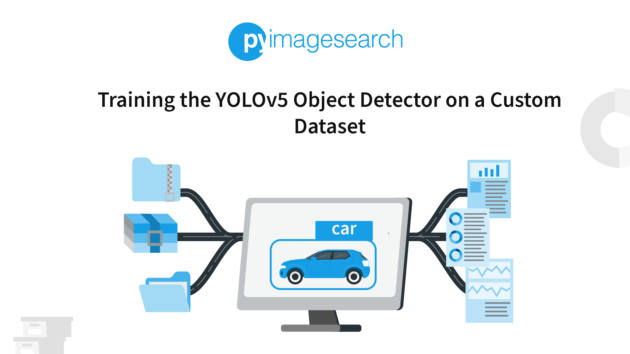 pyimagesearch
Training the YOLOv5 Object Detector on a Custom
Dataset
car